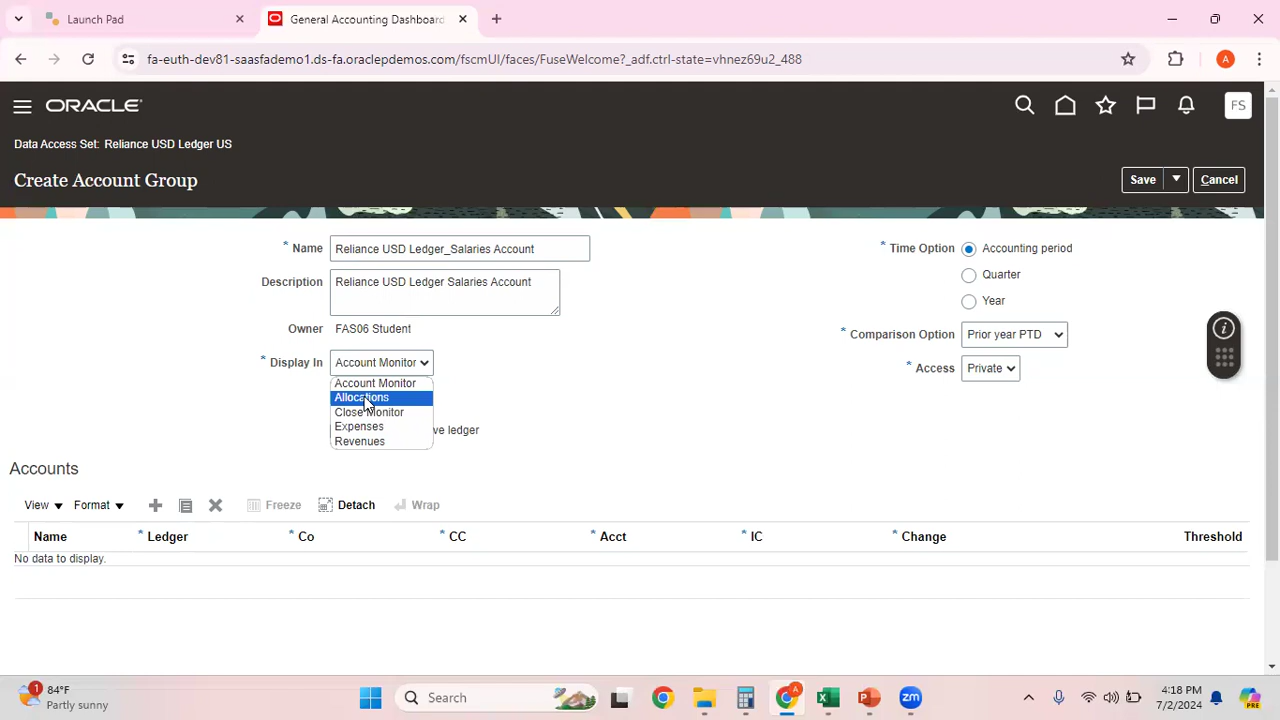 Launch Pad
General Accounting Dashboard
fa-euth-dev81-saasfademo1.ds-fa.oraclepdemos.com/fscmUI/faces/FuseWelcome?_adf.ctrl-state=vhnez69u2_488
A
ORACLE
FS
Data Access Set: Reliance USD Ledger US
Create Account Group
Save
Cancel
* Name Reliance USD Ledger_Salaries Account
Description Reliance USD Ledger Salaries Account
Owner FAS06 Student
* Display In Account Monitor
Account Monitor
Allocations
Close Monitor
Expenses
Revenues
ve ledger
* Time Option Accounting period
Quarter
Year
* Comparison Option Prior year PTD
* Access Private
Accounts
View Format Freeze Detach Wrap
Name * Ledger * Co * CC * Acct * IC * Change Threshold
No data to display.
1
84°F
Partly sunny
Search
A
zm
4:18 PM
7/2/2024
PRE